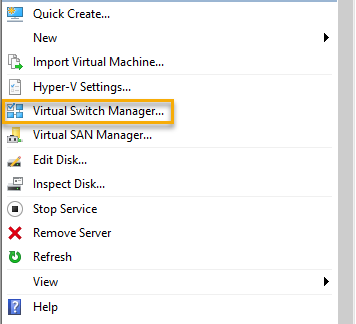 Quick Create...
New
Import Virtual Machine...
Hyper-V Settings...
Virtual Switch Manager...
Virtual SAN Manager...
Edit Disk...
Inspect Disk...
Stop Service
Remove Server
Refresh
View
Help